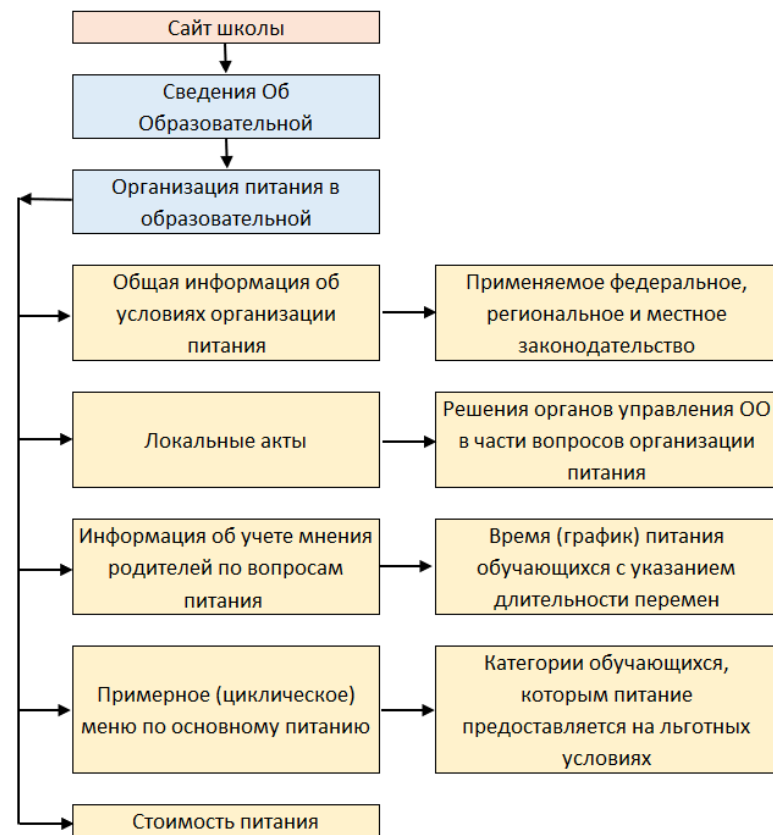 Сайт школы
Сведения Об
Образовательной
Организация питания в
образовательной
Общая информация об
условиях организации
питания
Применяемое федеральное,
региональное и местное
законодательство
Локальные акты
Решения органов управления ОО
в части вопросов организации
питания
Информация об учете мнения
родителей по вопросам
питания
Время (график) питания
обучающихся с указанием
длительности перемен
Примерное (циклическое)
меню по основному питанию
Категории обучающихся,
которым питание
предоставляется на льготных
условиях
Стоимость питания